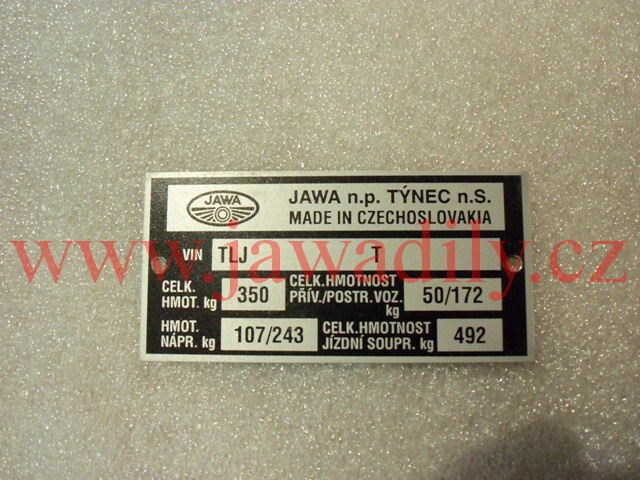 JAWA
JAWA n.p. TÝNEC n.S.
MADE IN CZECHOSLOVAKIA
www.jawadily.cz
VIN TLJ T
CELK. HMOT. kg 350
CELK.HMOTNOST PŘÍV./POSTR.VOZ. kg 50/172
HMOT. NÁPR. kg 107/243
CELK.HMOTNOST JÍZDNÍ SOUPR. kg 492